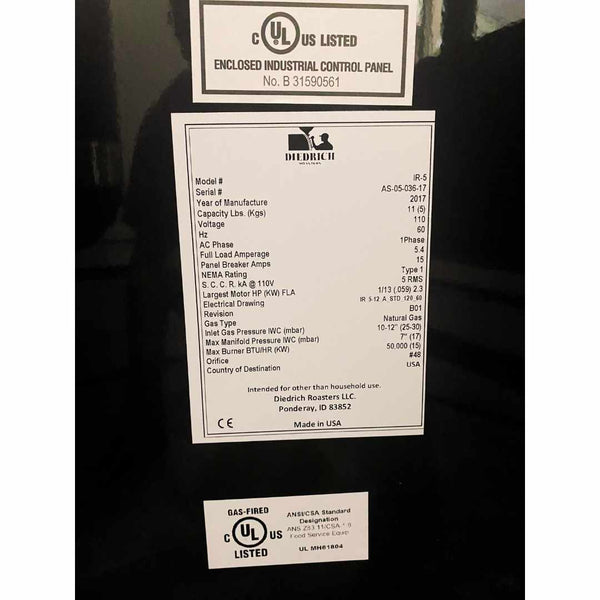 C UL US LISTED
ENCLOSED INDUSTRIAL CONTROL PANEL
No. B 31590561
DIEDRICH
Model # IR-5
Serial # AS-05-036-17
Year of Manufacture 2017
Capacity Lbs. (Kgs) 11 (5)
Voltage 110
Hz 60
AC Phase 1Phase
Full Load Amperage 5.4
Panel Breaker Amps 15
NEMA Rating Type 1
S. C. C. R. kA @ 110V 5 RMS
Largest Motor HP (KW) FLA 1/13 (.059) 2.3
Electrical Drawing IR_5-12_A_STD_120_60
Revision B01
Gas Type Natural Gas
Inlet Gas Pressure IWC (mbar) 10-12" (25-30)
Max Manifold Pressure IWC (mbar) 7" (17)
Max Burner BTU/HR (KW) 50,000 (15)
Orifice #48
Country of Destination USA
Intended for other than household use.
Diedrich Roasters LLC.
Ponderay, ID 83852
CE Made in USA
GAS-FIRED
C UL US
LISTED
ANSI/CSA Standard
Designation
Food Service Equip
UL MH61804